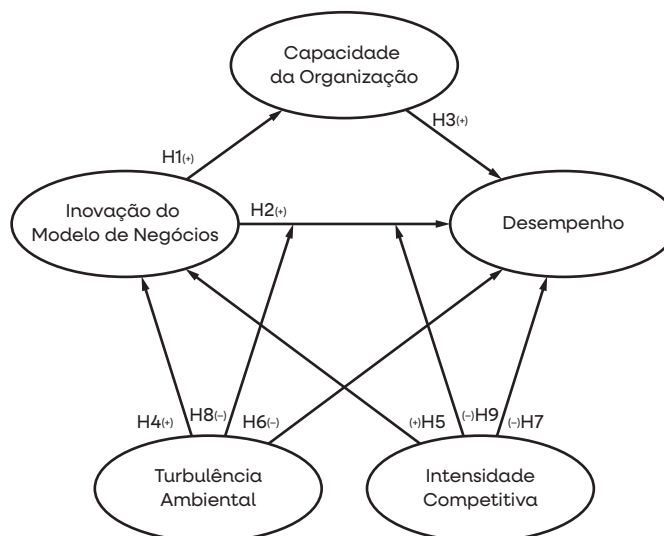 Capacidade
da Organização
H1(+)
H3(+)
Inovação do
Modelo de Negócios
H2(+)
Desempenho
H4(+)
H8(–)
H6(–)
(+)H5
(–)H9
(–)H7
Turbulência
Ambiental
Intensidade
Competitiva